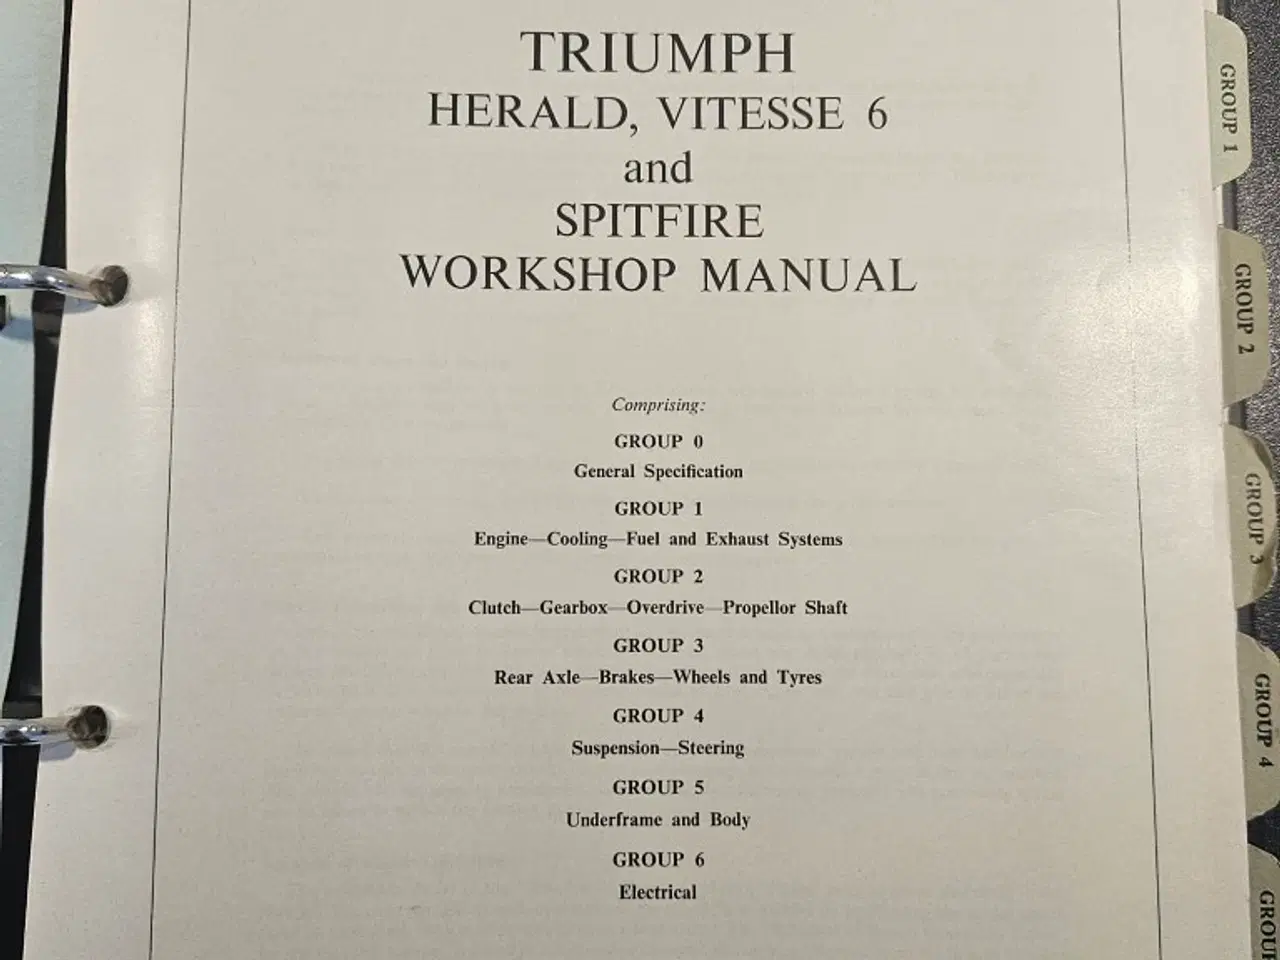 TRIUMPH
HERALD, VITESSE 6
and
SPITFIRE
WORKSHOP MANUAL
Comprising:
GROUP 0
General Specification
GROUP 1
Engine—Cooling—Fuel and Exhaust Systems
GROUP 2
Clutch—Gearbox—Overdrive—Propellor Shaft
GROUP 3
Rear Axle—Brakes—Wheels and Tyres
GROUP 4
Suspension—Steering
GROUP 5
Underframe and Body
GROUP 6
Electrical
GROUP 1
GROUP 2
GROUP 3
GROUP 4
GROUP